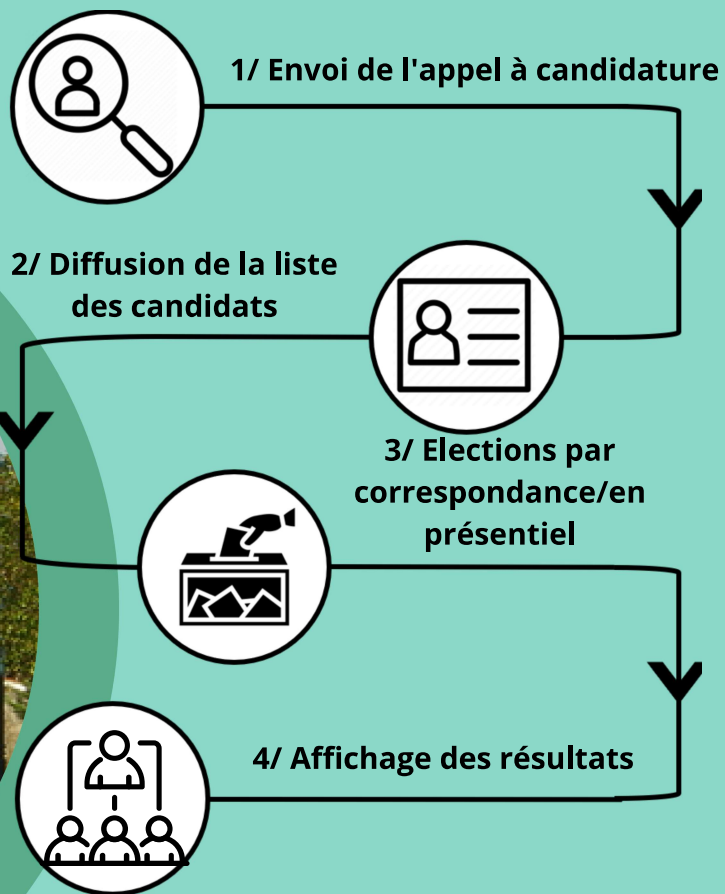 1/ Envoi de l'appel à candidature
2/ Diffusion de la liste
des candidats
3/ Elections par
correspondance/en
présentiel
4/ Affichage des résultats